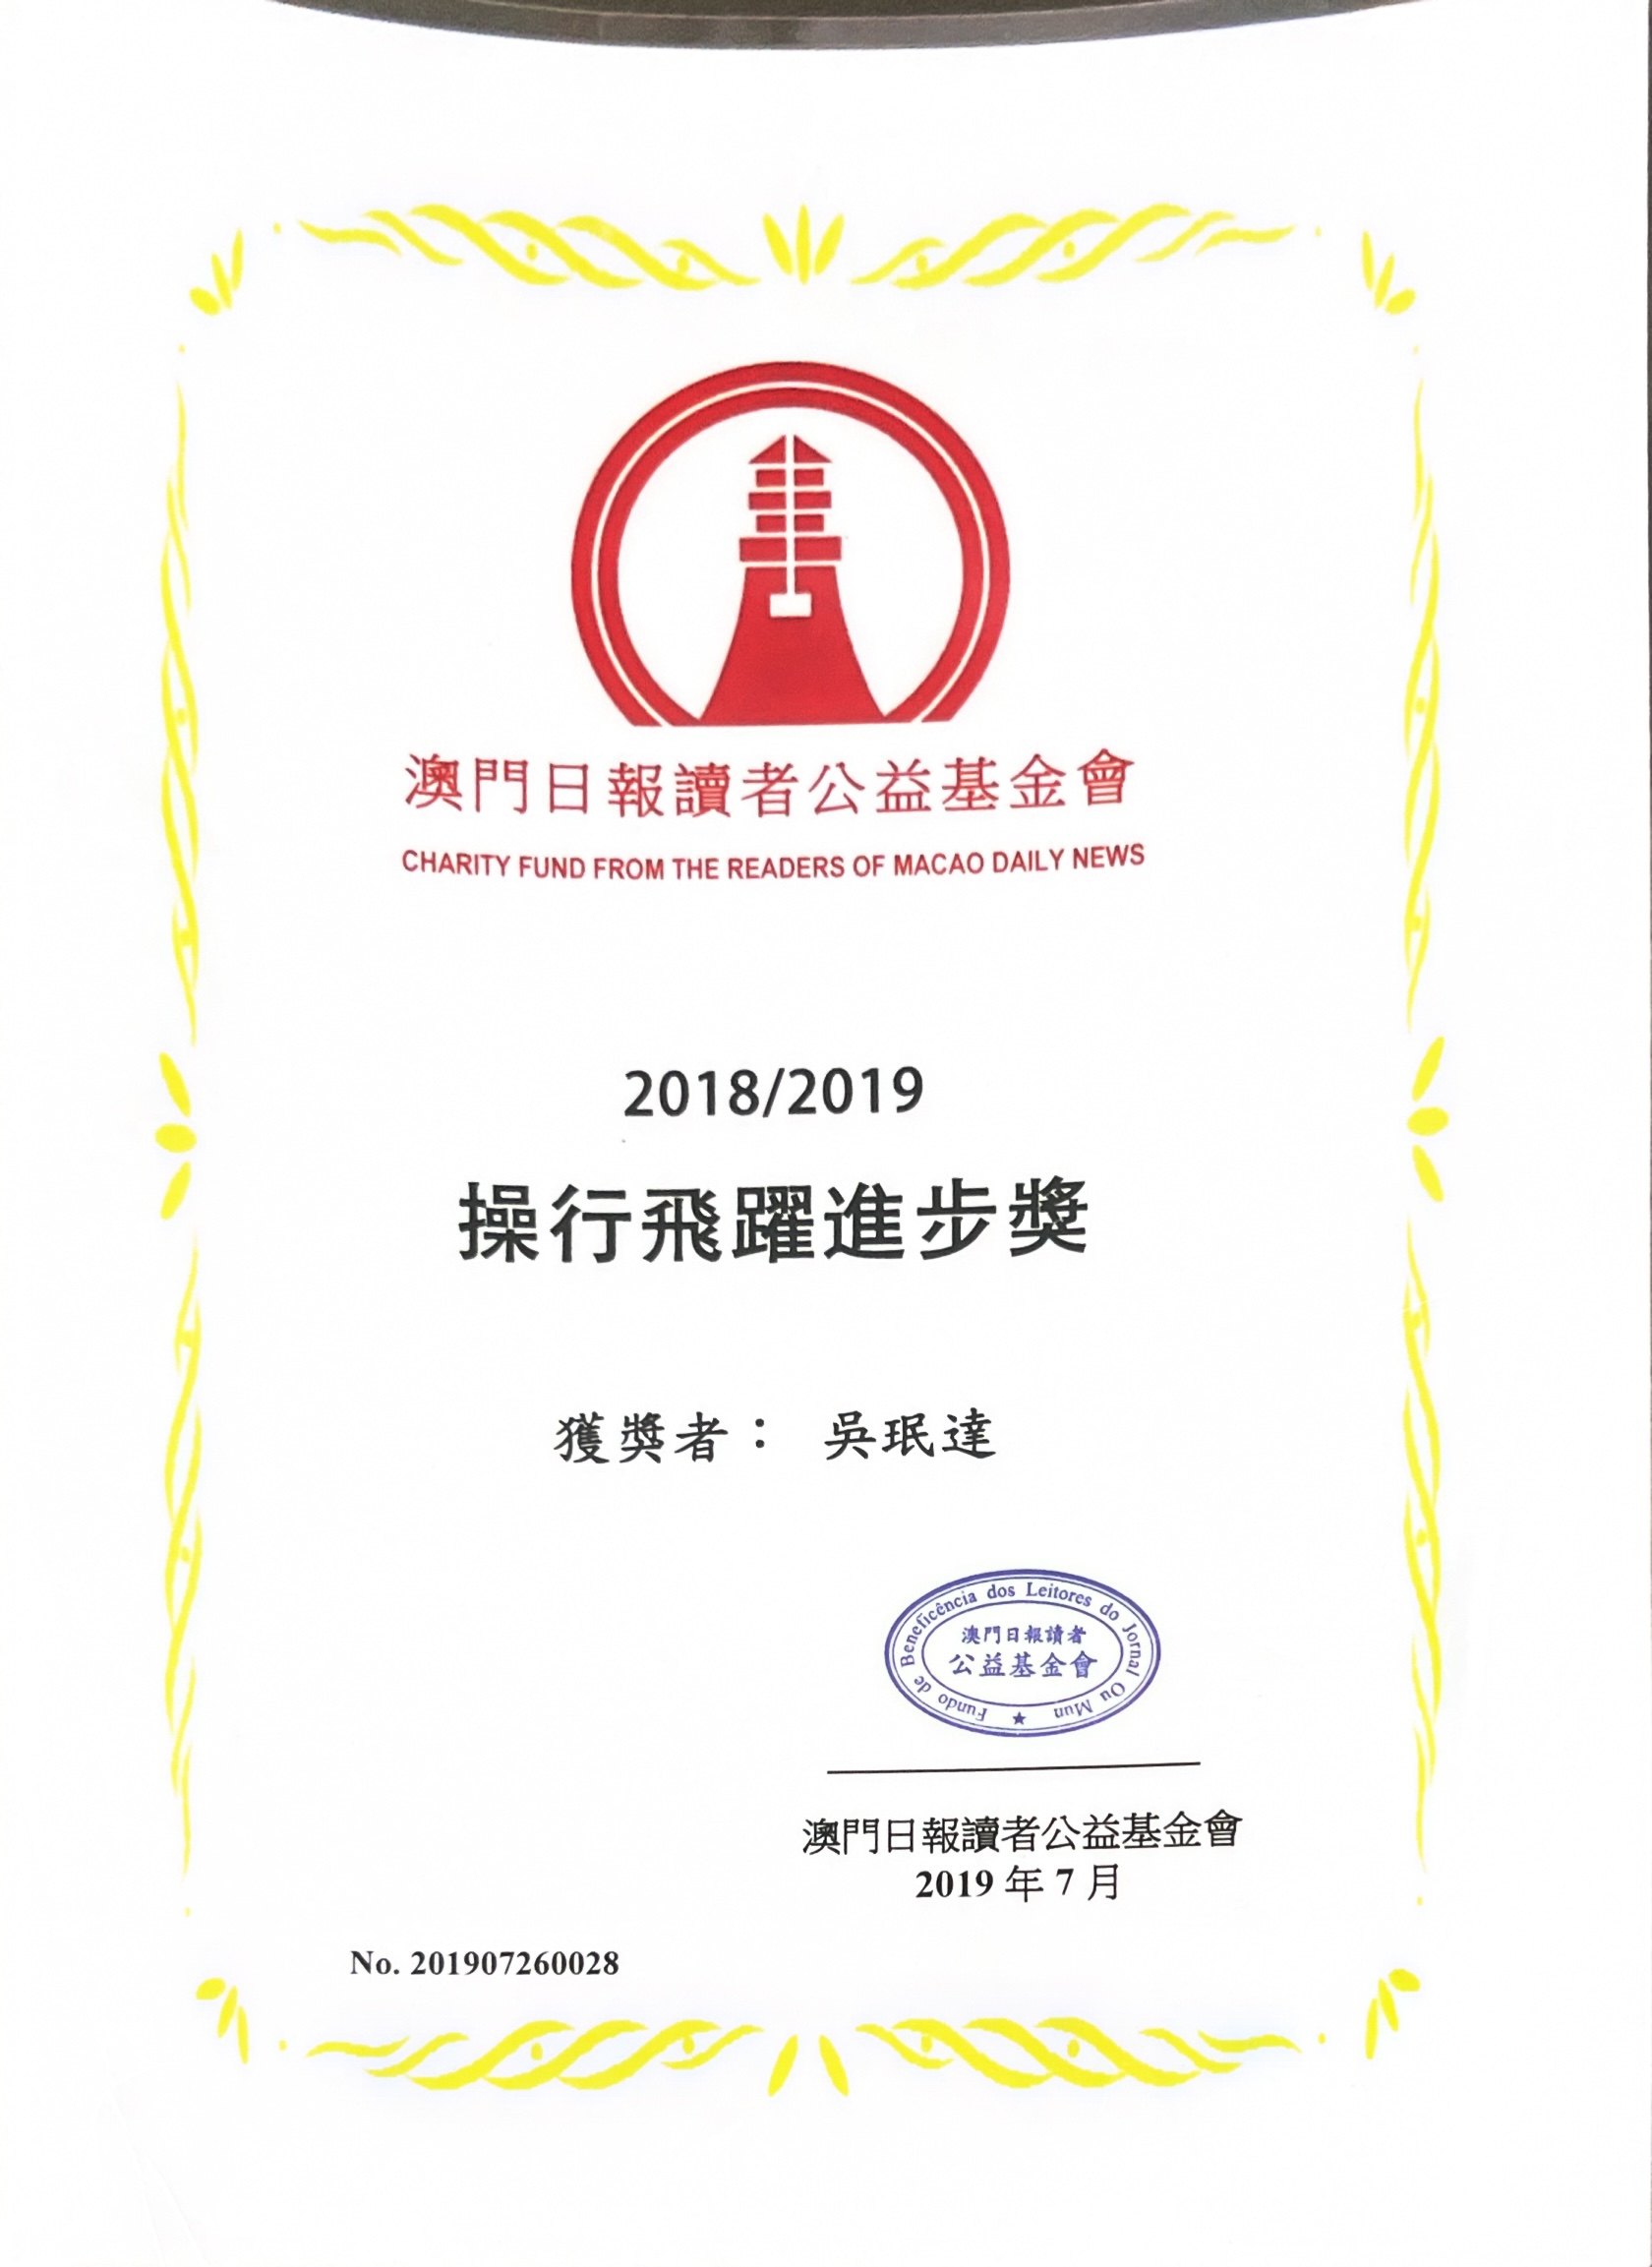 澳門日報讀者公益基金會
CHARITY FUND FROM THE READERS OF MACAO DAILY NEWS
2018/2019
操行飛躍進步獎
獲獎者： 吳珉達
Fundo de Beneficência dos Leitores do Jornal Ou Mun
澳門日報讀者
公益基金會
★
澳門日報讀者公益基金會
2019 年 7 月
No. 201907260028